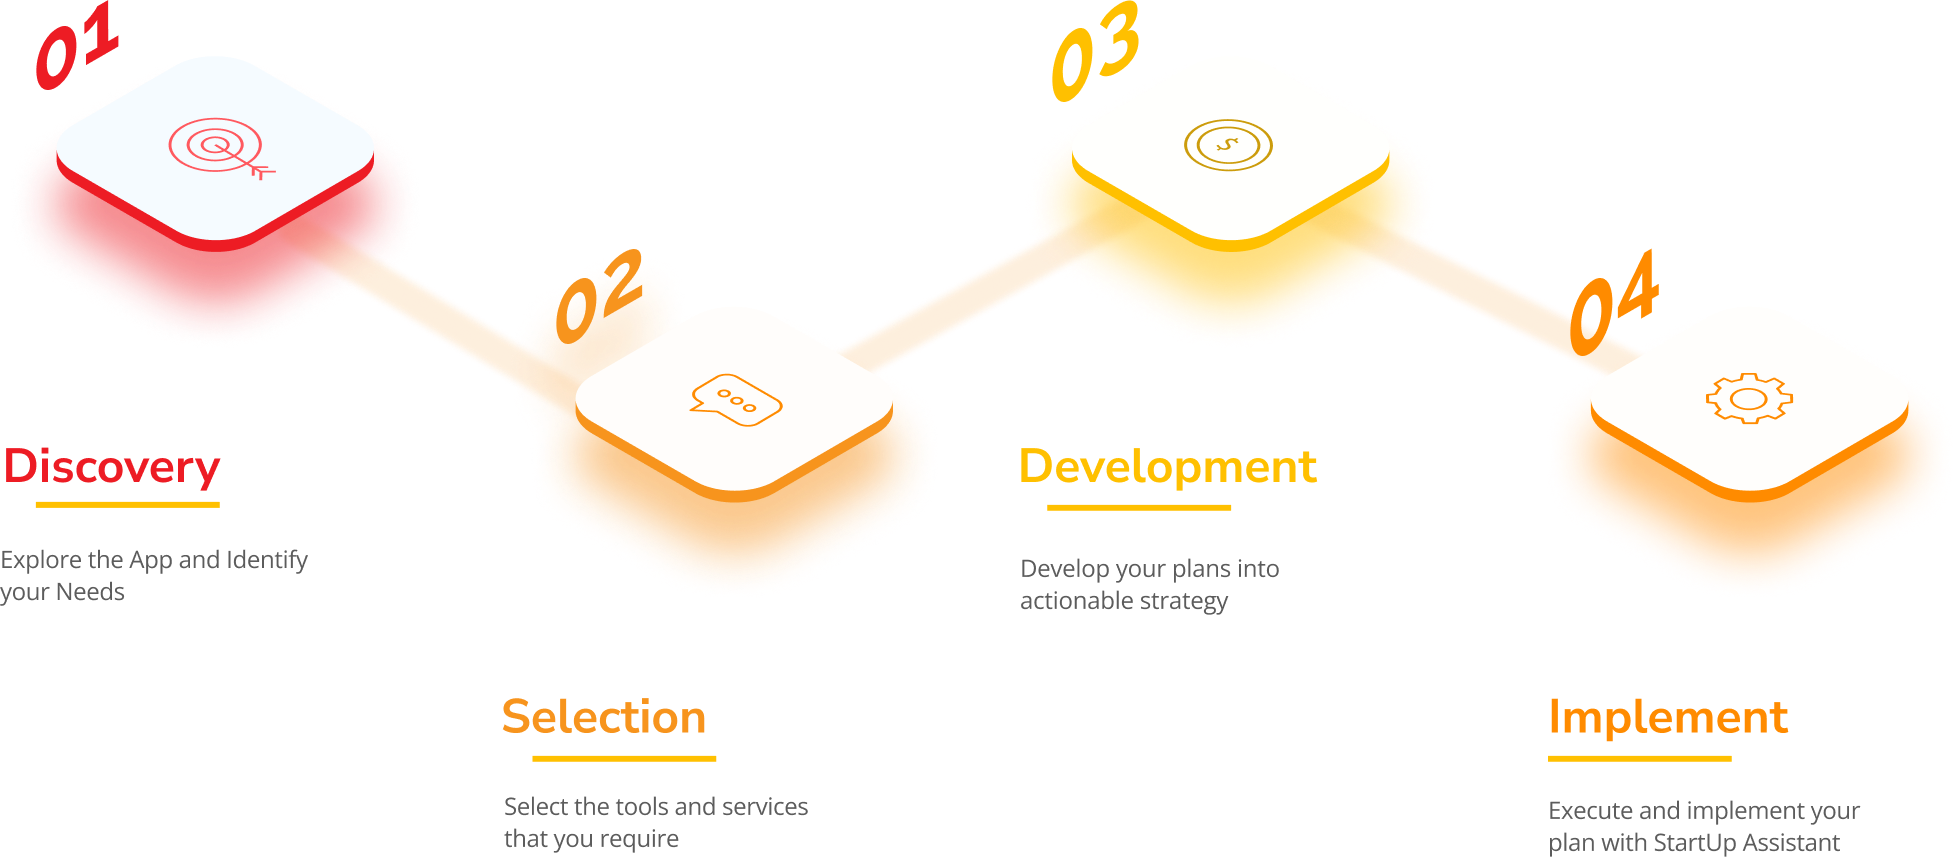 01
Discovery
Explore the App and Identify
your Needs
02
Selection
Select the tools and services
that you require
03
$
Development
Develop your plans into
actionable strategy
04
Implement
Execute and implement your
plan with StartUp Assistant